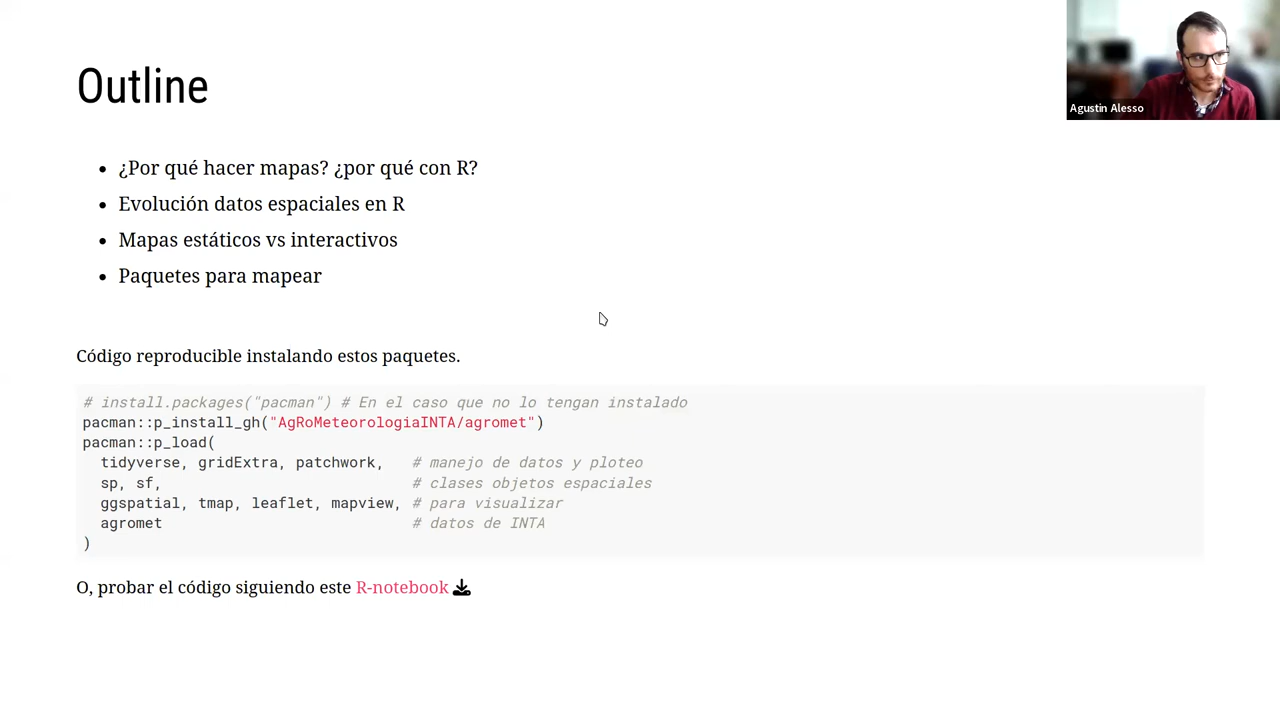 Outline
Agustin Alesso
• ¿Por qué hacer mapas? ¿por qué con R?
• Evolución datos espaciales en R
• Mapas estáticos vs interactivos
• Paquetes para mapear
Código reproducible instalando estos paquetes.
# install.packages("pacman") # En el caso que no lo tengan instalado
pacman::p_install_gh("AgRoMeteorologiaINTA/agromet")
pacman::p_load(
  tidyverse, gridExtra, patchwork,   # manejo de datos y ploteo
  sp, sf,                            # clases objetos espaciales
  ggspatial, tmap, leaflet, mapview, # para visualizar
  agromet                            # datos de INTA
)
O, probar el código siguiendo este R-notebook